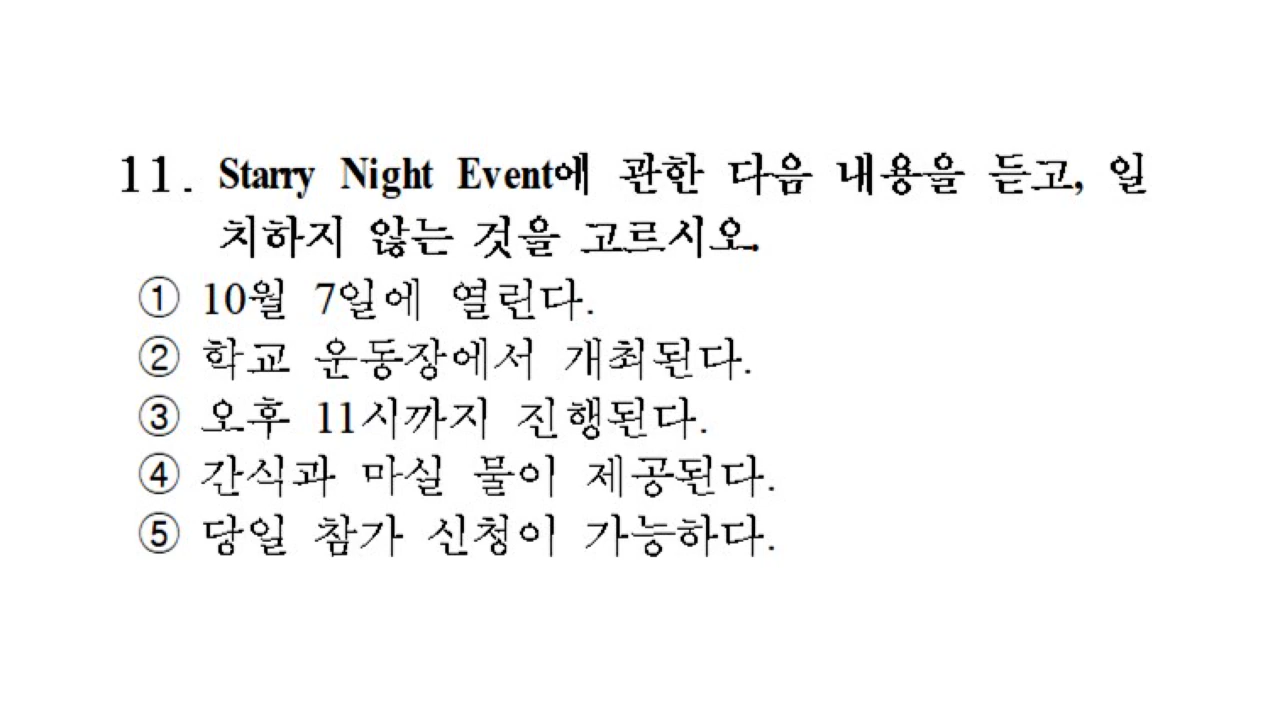 11. Starry Night Event에 관한 다음 내용을 듣고, 일
치하지 않는 것을 고르시오.
① 10월 7일에 열린다.
② 학교 운동장에서 개최된다.
③ 오후 11시까지 진행된다.
④ 간식과 마실 물이 제공된다.
⑤ 당일 참가 신청이 가능하다.